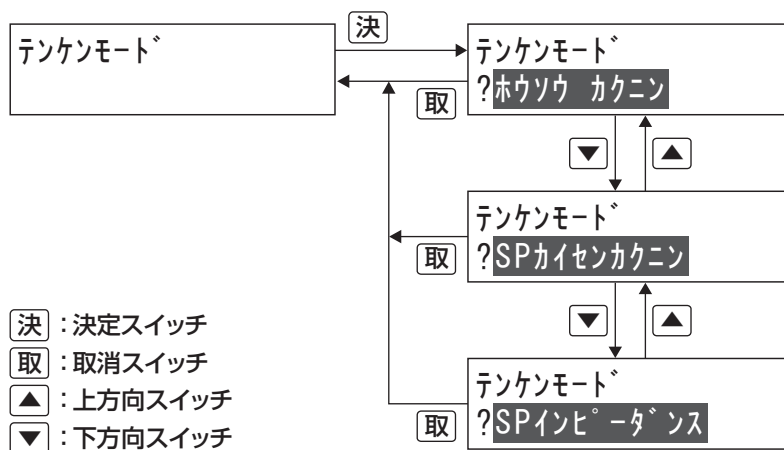 テンケンモード
決
取
テンケンモード
?ホウソウ カクニン
▼ ▲
取
テンケンモード
?SPカイセンカクニン
▼ ▲
取
テンケンモード
?SPインピーダンス
決:決定スイッチ
取:取消スイッチ
▲:上方向スイッチ
▼:下方向スイッチ